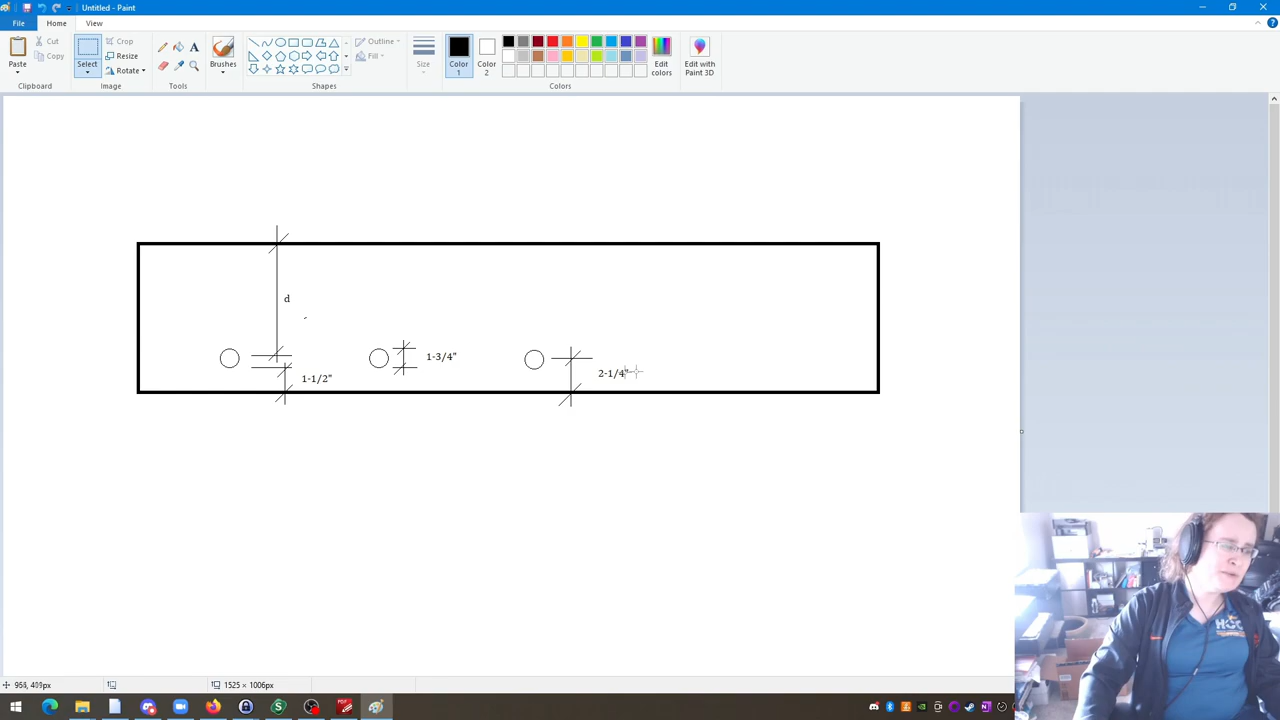 Untitled - Paint
File
Home
View
Paste
Cut
Copy
Clipboard
Select
Crop
Resize
Rotate
Image
A
Tools
Brushes
Outline
Fill
Shapes
Size
Color
1
Color
2
Edit
colors
Edit with
Paint 3D
Colors
d
1-1/2"
1-3/4"
2-1/4"
HCC
1525 × 1006px